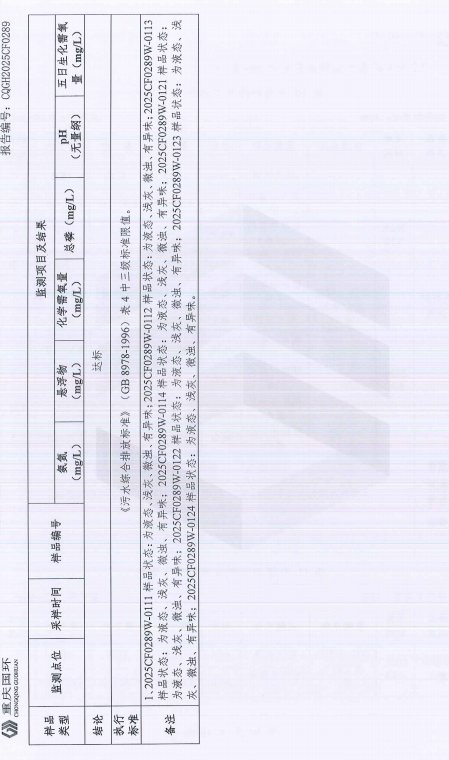 重庆国环
CHONGQING GUOHUAN
报告编号：CQGH2025CF0289
样品类型
监测点位
采样时间
样品编号
监测项目及结果
氨氮（mg/L）
悬浮物（mg/L）
化学需氧量（mg/L）
总磷（mg/L）
pH（无量纲）
五日生化需氧量（mg/L）
结论
达标
执行标准
《污水综合排放标准》（GB 8978-1996）表 4 中三级标准限值。
备注
1、2025CF0289W-0111 样品状态：为液态、浅灰、微浊、有异味；2025CF0289W-0112 样品状态：为液态、浅灰、微浊、有异味；2025CF0289W-0113
样品状态：为液态、浅灰、微浊、有异味；2025CF0289W-0114 样品状态：为液态、浅灰、微浊、有异味；2025CF0289W-0121 样品状态：
为液态、浅灰、微浊、有异味；2025CF0289W-0122 样品状态：为液态、浅灰、微浊、有异味；2025CF0289W-0123 样品状态：为液态、浅
灰、微浊、有异味；2025CF0289W-0124 样品状态：为液态、浅灰、微浊、有异味。